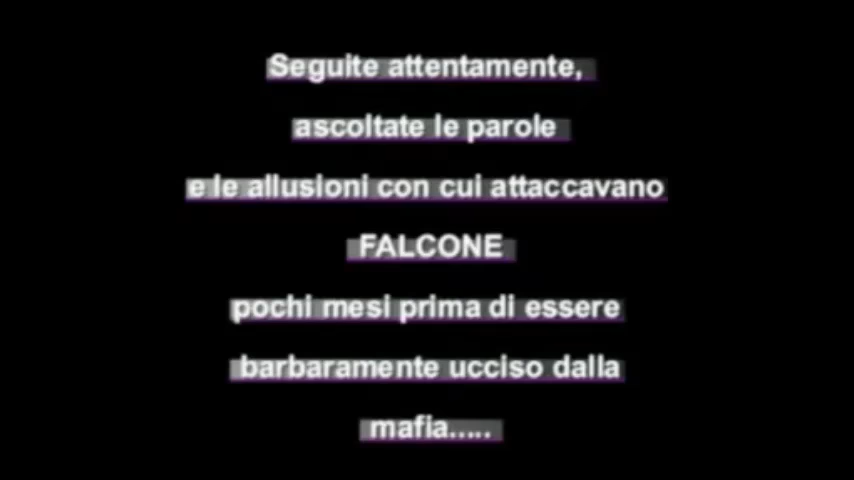 Seguite attentamente,
ascoltate le parole
e le allusioni con cui attaccavano
FALCONE
pochi mesi prima di essere
barbaramente ucciso dalla
mafia.....